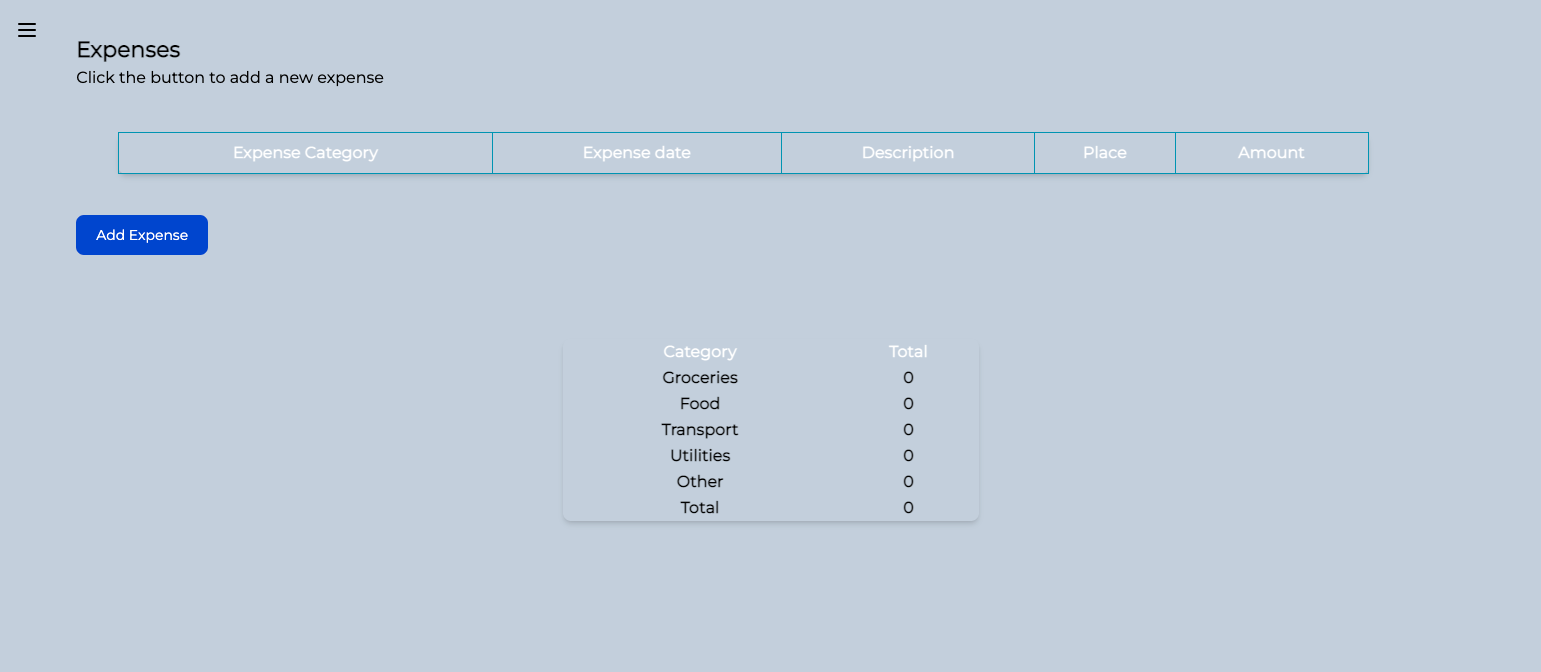 Expenses
Click the button to add a new expense
Expense Category Expense date Description Place Amount
Add Expense
Category Total
Groceries 0
Food 0
Transport 0
Utilities 0
Other 0
Total 0